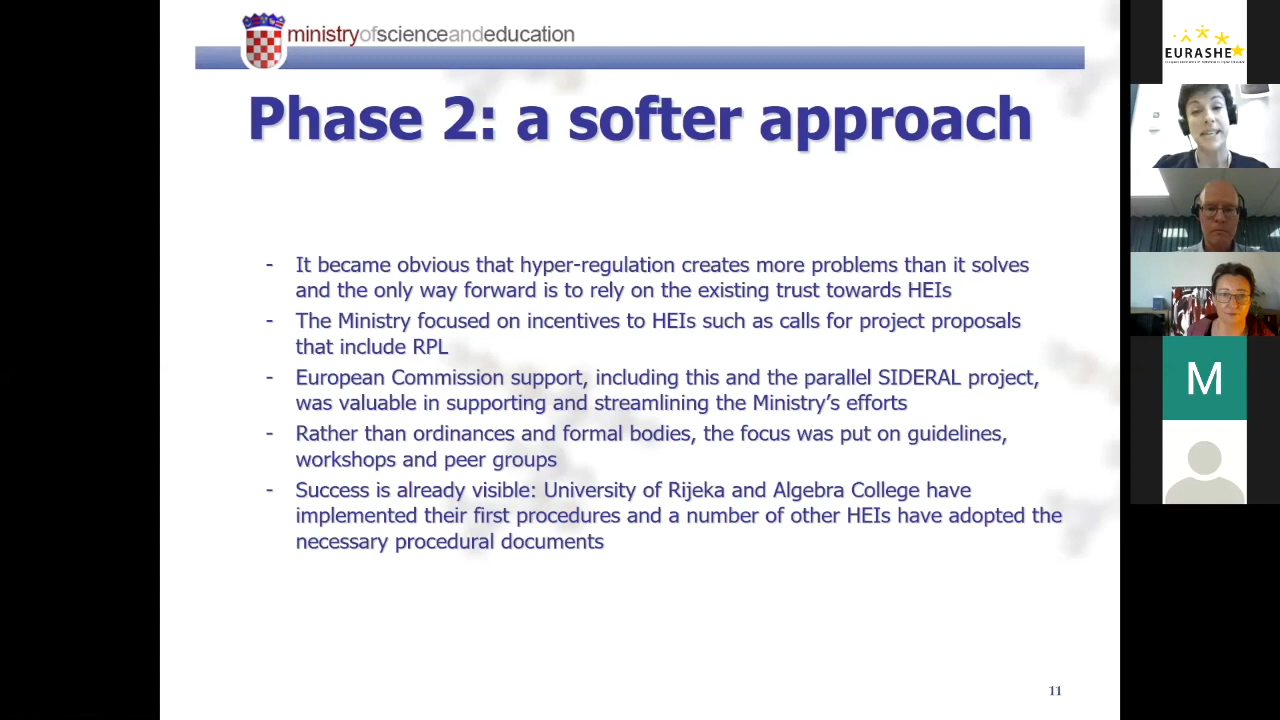 ministryofscienceandeducation
Phase 2: a softer approach
- It became obvious that hyper-regulation creates more problems than it solves
and the only way forward is to rely on the existing trust towards HEIs
- The Ministry focused on incentives to HEIs such as calls for project proposals
that include RPL
- European Commission support, including this and the parallel SIDERAL project,
was valuable in supporting and streamlining the Ministry’s efforts
- Rather than ordinances and formal bodies, the focus was put on guidelines,
workshops and peer groups
- Success is already visible: University of Rijeka and Algebra College have
implemented their first procedures and a number of other HEIs have adopted the
necessary procedural documents
11
EURASHE
M